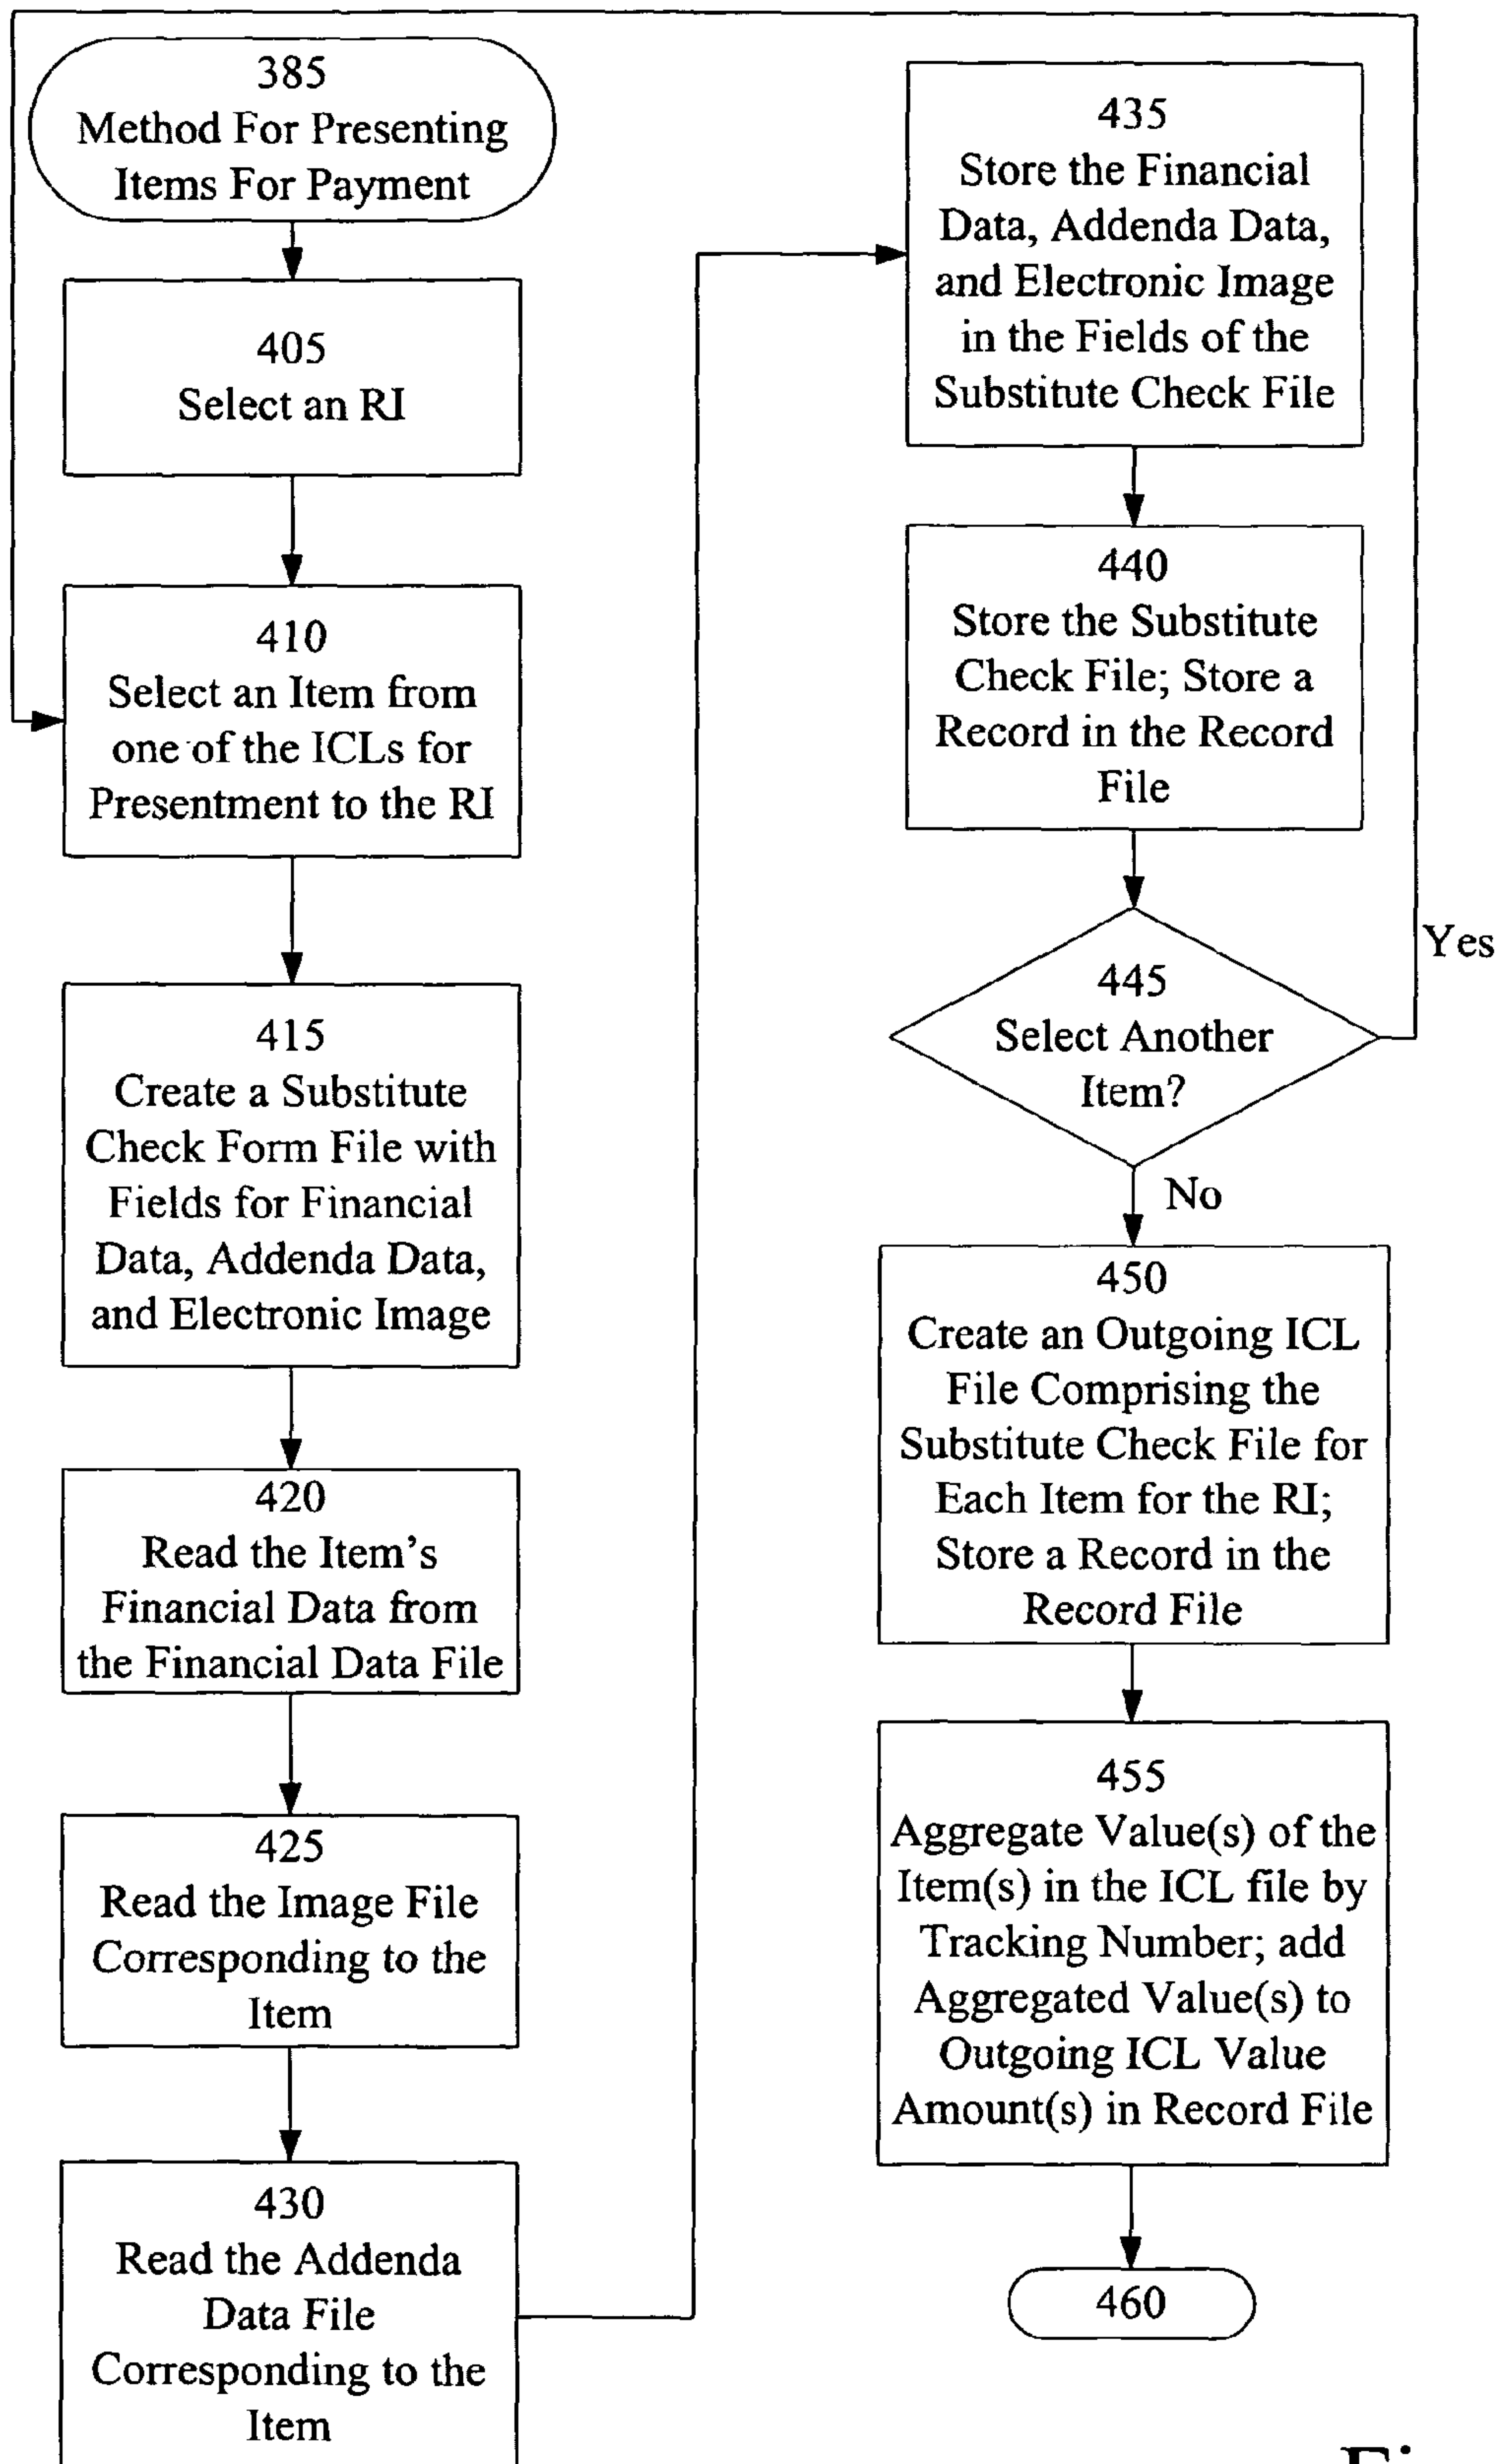 385
Method For Presenting
Items For Payment
405
Select an RI
410
Select an Item from
one of the ICLs for
Presentment to the RI
415
Create a Substitute
Check Form File with
Fields for Financial
Data, Addenda Data,
and Electronic Image
420
Read the Item’s
Financial Data from
the Financial Data File
425
Read the Image File
Corresponding to the
Item
430
Read the Addenda
Data File
Corresponding to the
Item
435
Store the Financial
Data, Addenda Data,
and Electronic Image
in the Fields of the
Substitute Check File
440
Store the Substitute
Check File; Store a
Record in the Record
File
445
Select Another
Item?
Yes
No
450
Create an Outgoing ICL
File Comprising the
Substitute Check File for
Each Item for the RI;
Store a Record in the
Record File
455
Aggregate Value(s) of the
Item(s) in the ICL file by
Tracking Number; add
Aggregated Value(s) to
Outgoing ICL Value
Amount(s) in Record File
460